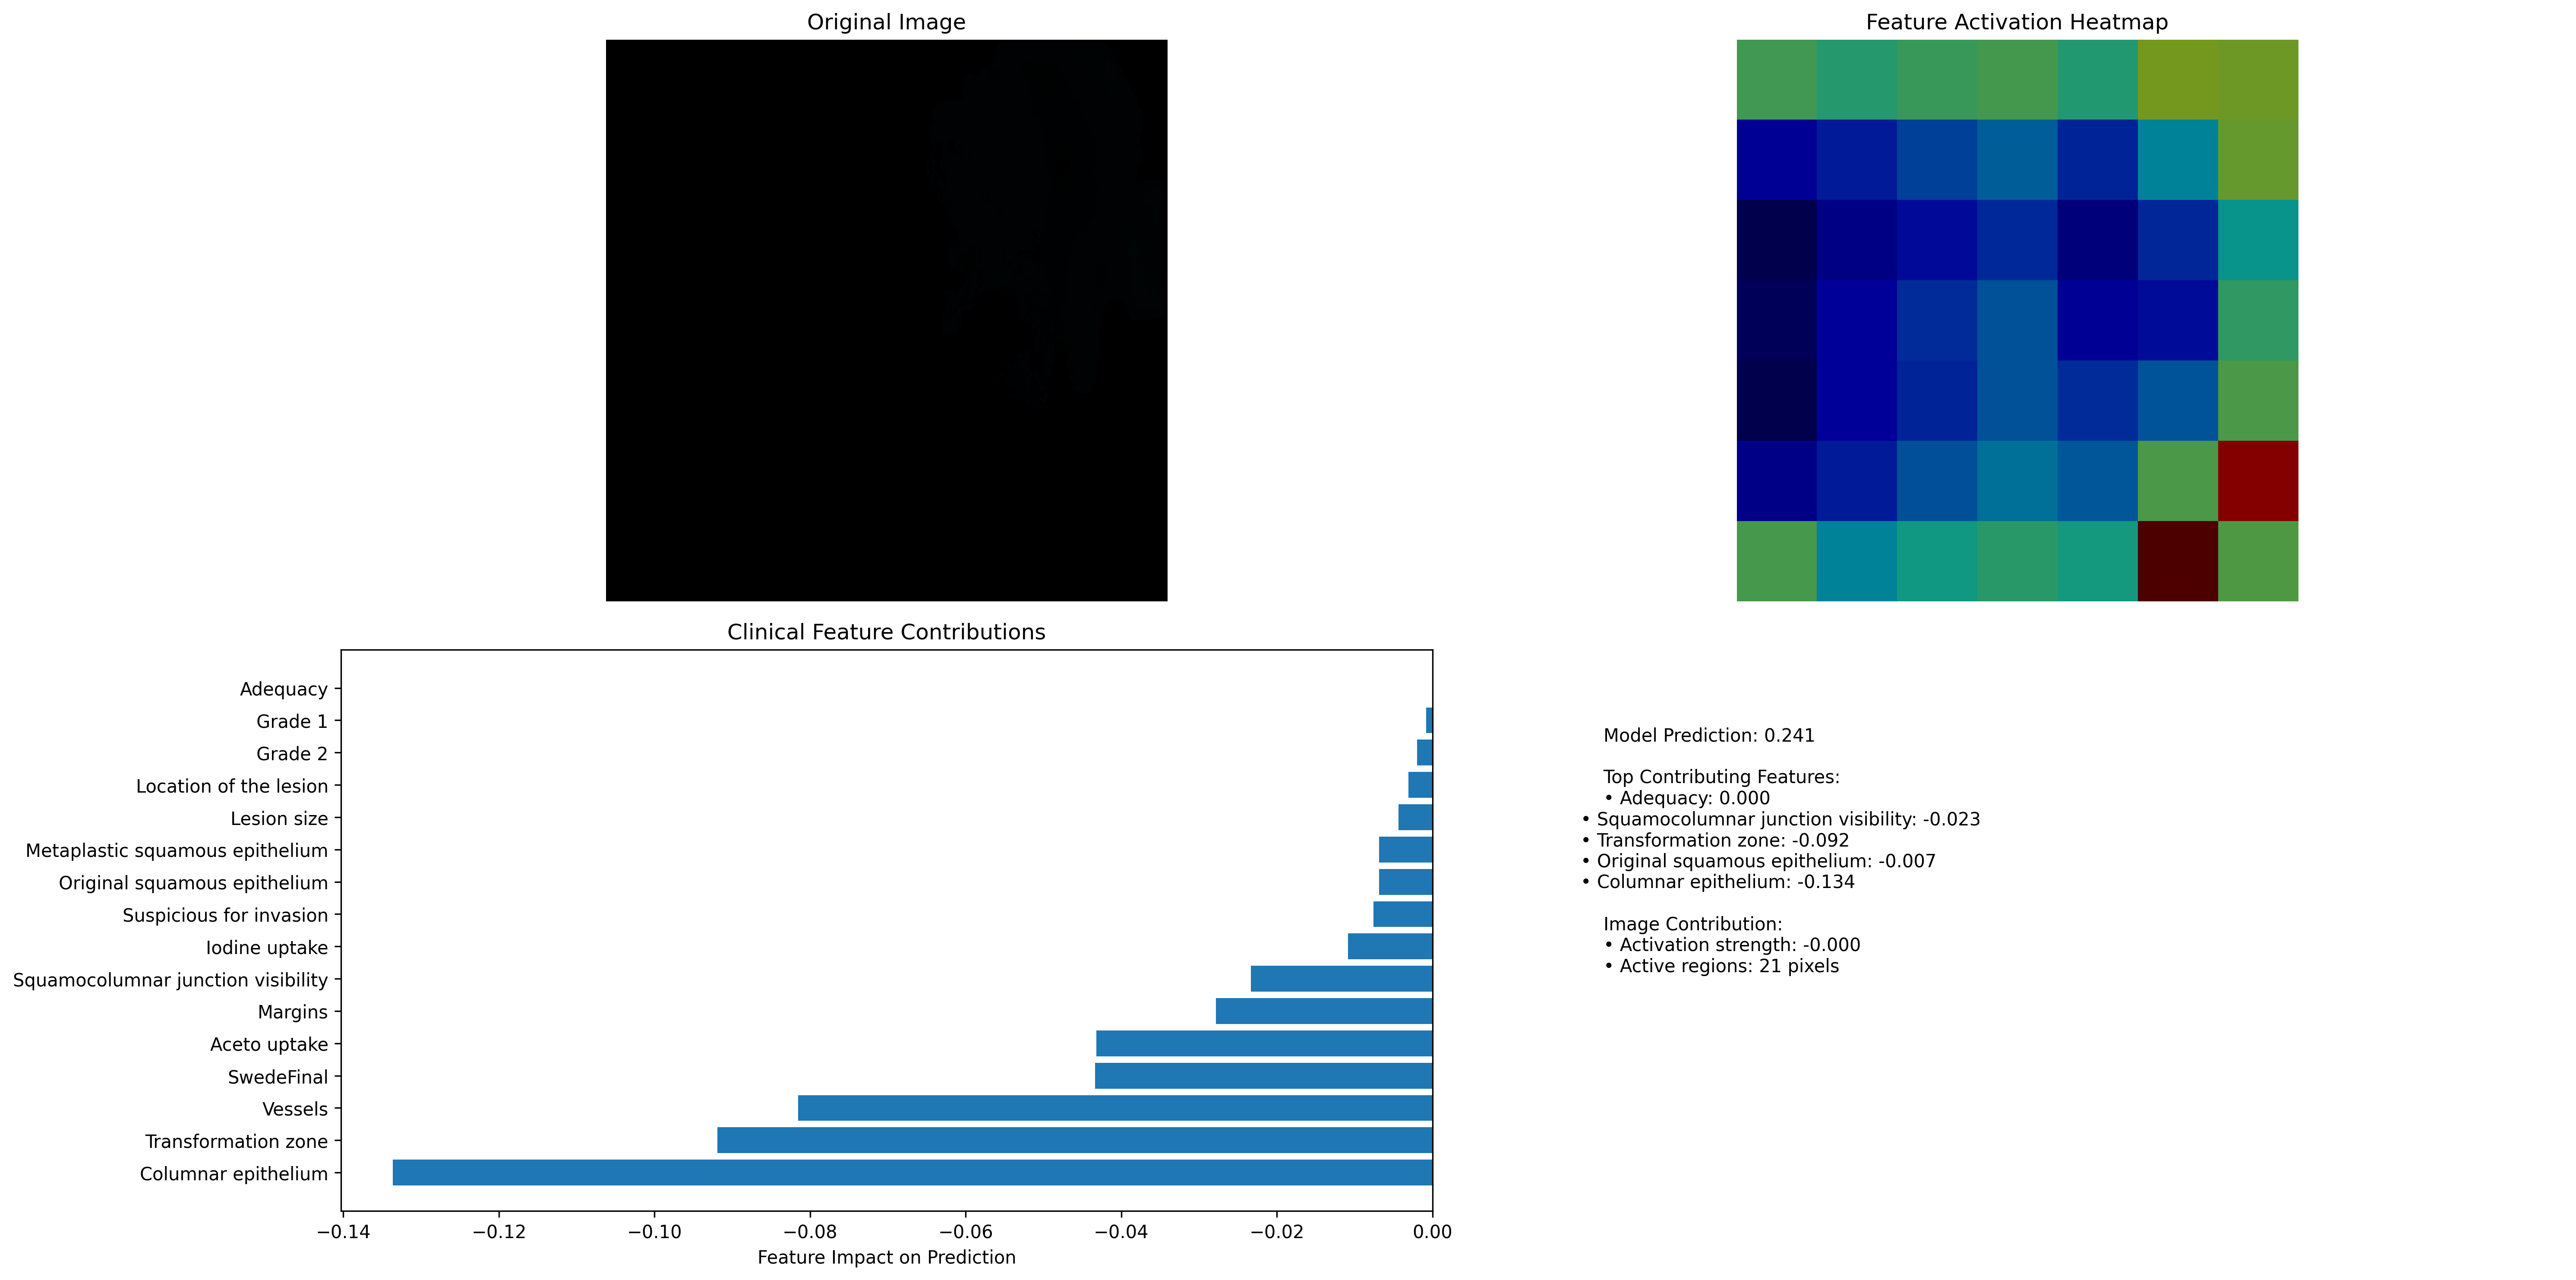 Original Image
Feature Activation Heatmap
Clinical Feature Contributions
Adequacy
Grade 1
Grade 2
Location of the lesion
Lesion size
Metaplastic squamous epithelium
Original squamous epithelium
Suspicious for invasion
Iodine uptake
Squamocolumnar junction visibility
Margins
Aceto uptake
SwedeFinal
Vessels
Transformation zone
Columnar epithelium
−0.14 −0.12 −0.10 −0.08 −0.06 −0.04 −0.02 0.00
Feature Impact on Prediction
Model Prediction: 0.241
Top Contributing Features:
• Adequacy: 0.000
• Squamocolumnar junction visibility: -0.023
• Transformation zone: -0.092
• Original squamous epithelium: -0.007
• Columnar epithelium: -0.134
Image Contribution:
• Activation strength: -0.000
• Active regions: 21 pixels